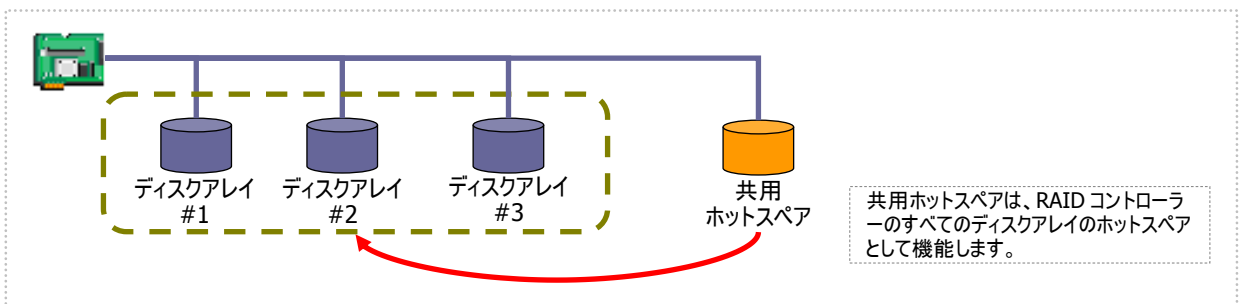 ディスクアレイ
#1
ディスクアレイ
#2
ディスクアレイ
#3
共用
ホットスペア
共用ホットスペアは、RAID コントローラ
ーのすべてのディスクアレイのホットスペア
として機能します。